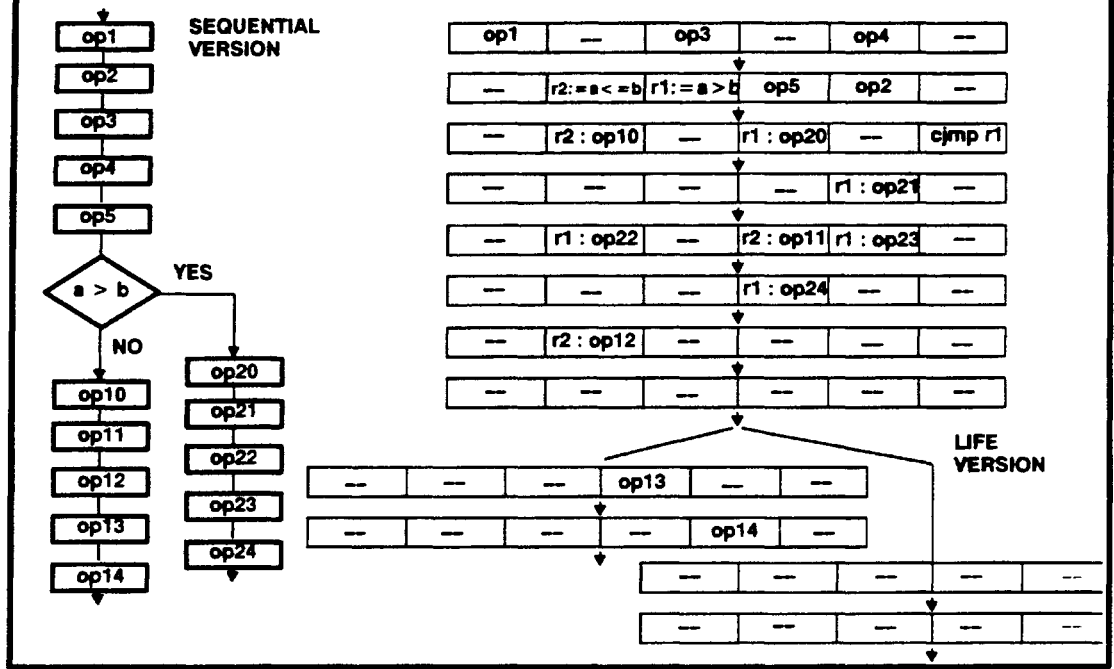 op1
op2
op3
op4
op5
a > b
YES
NO
op10
op11
op12
op13
op14
op20
op21
op22
op23
op24
SEQUENTIAL
VERSION
op1 — op3 — op4 —
— r2:=a<=b r1:=a>b op5 op2 —
— r2 : op10 — r1 : op20 — cjmp r1
— — — — r1 : op21 —
— r1 : op22 — r2 : op11 r1 : op23 —
— — — r1 : op24 — —
— r2 : op12 — — — —
— — — — — —
LIFE
VERSION
— — — op13 — —
— — — — op14 —
— — — — --
— — — — --